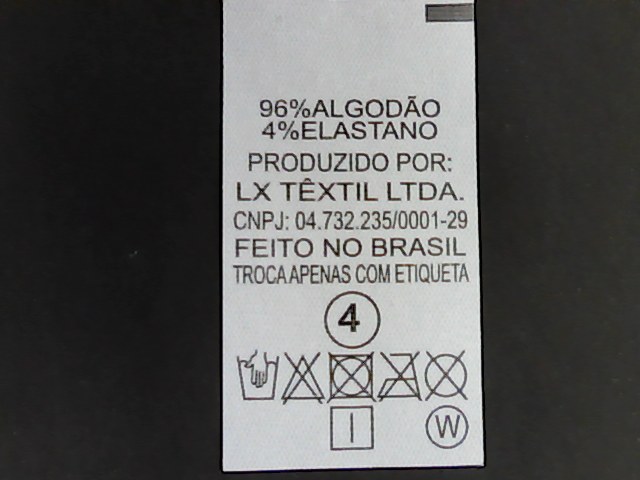 96%ALGODÃO
4%ELASTANO
PRODUZIDO POR:
LX TÊXTIL LTDA.
CNPJ: 04.732.235/0001-29
FEITO NO BRASIL
TROCA APENAS COM ETIQUETA
4
W